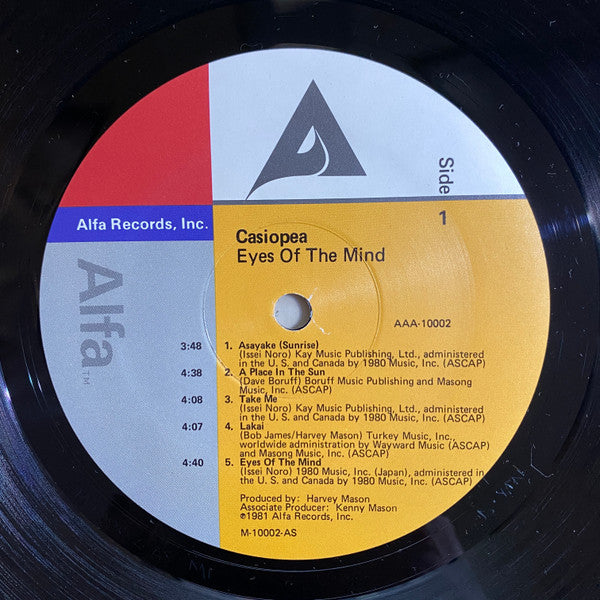 Side
1
Alfa Records, Inc.
Alfa
TM
Casiopea
Eyes Of The Mind
AAA-10002
3:48 1. Asayake (Sunrise)
(Issei Noro) Kay Music Publishing, Ltd., administered
in the U. S. and Canada by 1980 Music, Inc. (ASCAP)
4:38 2. A Place In The Sun
(Dave Boruff) Boruff Music Publishing and Masong
Music, Inc. (ASCAP)
4:08 3. Take Me
(Issei Noro) Kay Music Publishing, Ltd., administered
in the U. S. and Canada by 1980 Music, Inc. (ASCAP)
4:07 4. Lakai
(Bob James/Harvey Mason) Turkey Music, Inc.,
worldwide administration by Wayward Music (ASCAP)
and Masong Music, Inc. (ASCAP)
4:40 5. Eyes Of The Mind
(Issei Noro) 1980 Music, Inc. (Japan), administered in
the U. S. and Canada by 1980 Music, Inc. (ASCAP)
Produced by: Harvey Mason
Associate Producer: Kenny Mason
℗1981 Alfa Records, Inc.
M-10002-AS